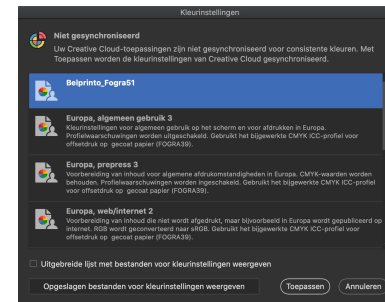 Kleurinstellingen
Niet gesynchroniseerd
Uw Creative Cloud-toepassingen zijn niet gesynchroniseerd voor consistente kleuren. Met
Toepassen worden de kleurinstellingen van Creative Cloud gesynchroniseerd.
Belprinto_Fogra51
Europa, algemeen gebruik 3
Kleurinstellingen voor algemeen gebruik op het scherm en voor afdrukken in Europa.
Profielwaarschuwingen worden uitgeschakeld. Gebruikt het bijgewerkte CMYK ICC-profiel voor
offsetdruk op gecoat papier (FOGRA39).
Europa, prepress 3
Voorbereiding van inhoud voor algemene afdrukomstandigheden in Europa. CMYK-waarden worden
behouden. Profielwaarschuwingen worden ingeschakeld. Gebruikt het bijgewerkte CMYK ICC-profiel
voor offsetdruk op gecoat papier (FOGRA39).
Europa, web/internet 2
Voorbereiding van inhoud die niet wordt afgedrukt, maar bijvoorbeeld in Europa wordt gepubliceerd op
internet. RGB wordt geconverteerd naar sRGB. Gebruikt het bijgewerkte CMYK ICC-profiel voor
offsetdruk op gecoat papier (FOGRA39).
Uitgebreide lijst met bestanden voor kleurinstellingen weergeven
Opgeslagen bestanden voor kleurinstellingen weergeven
Toepassen
Annuleren